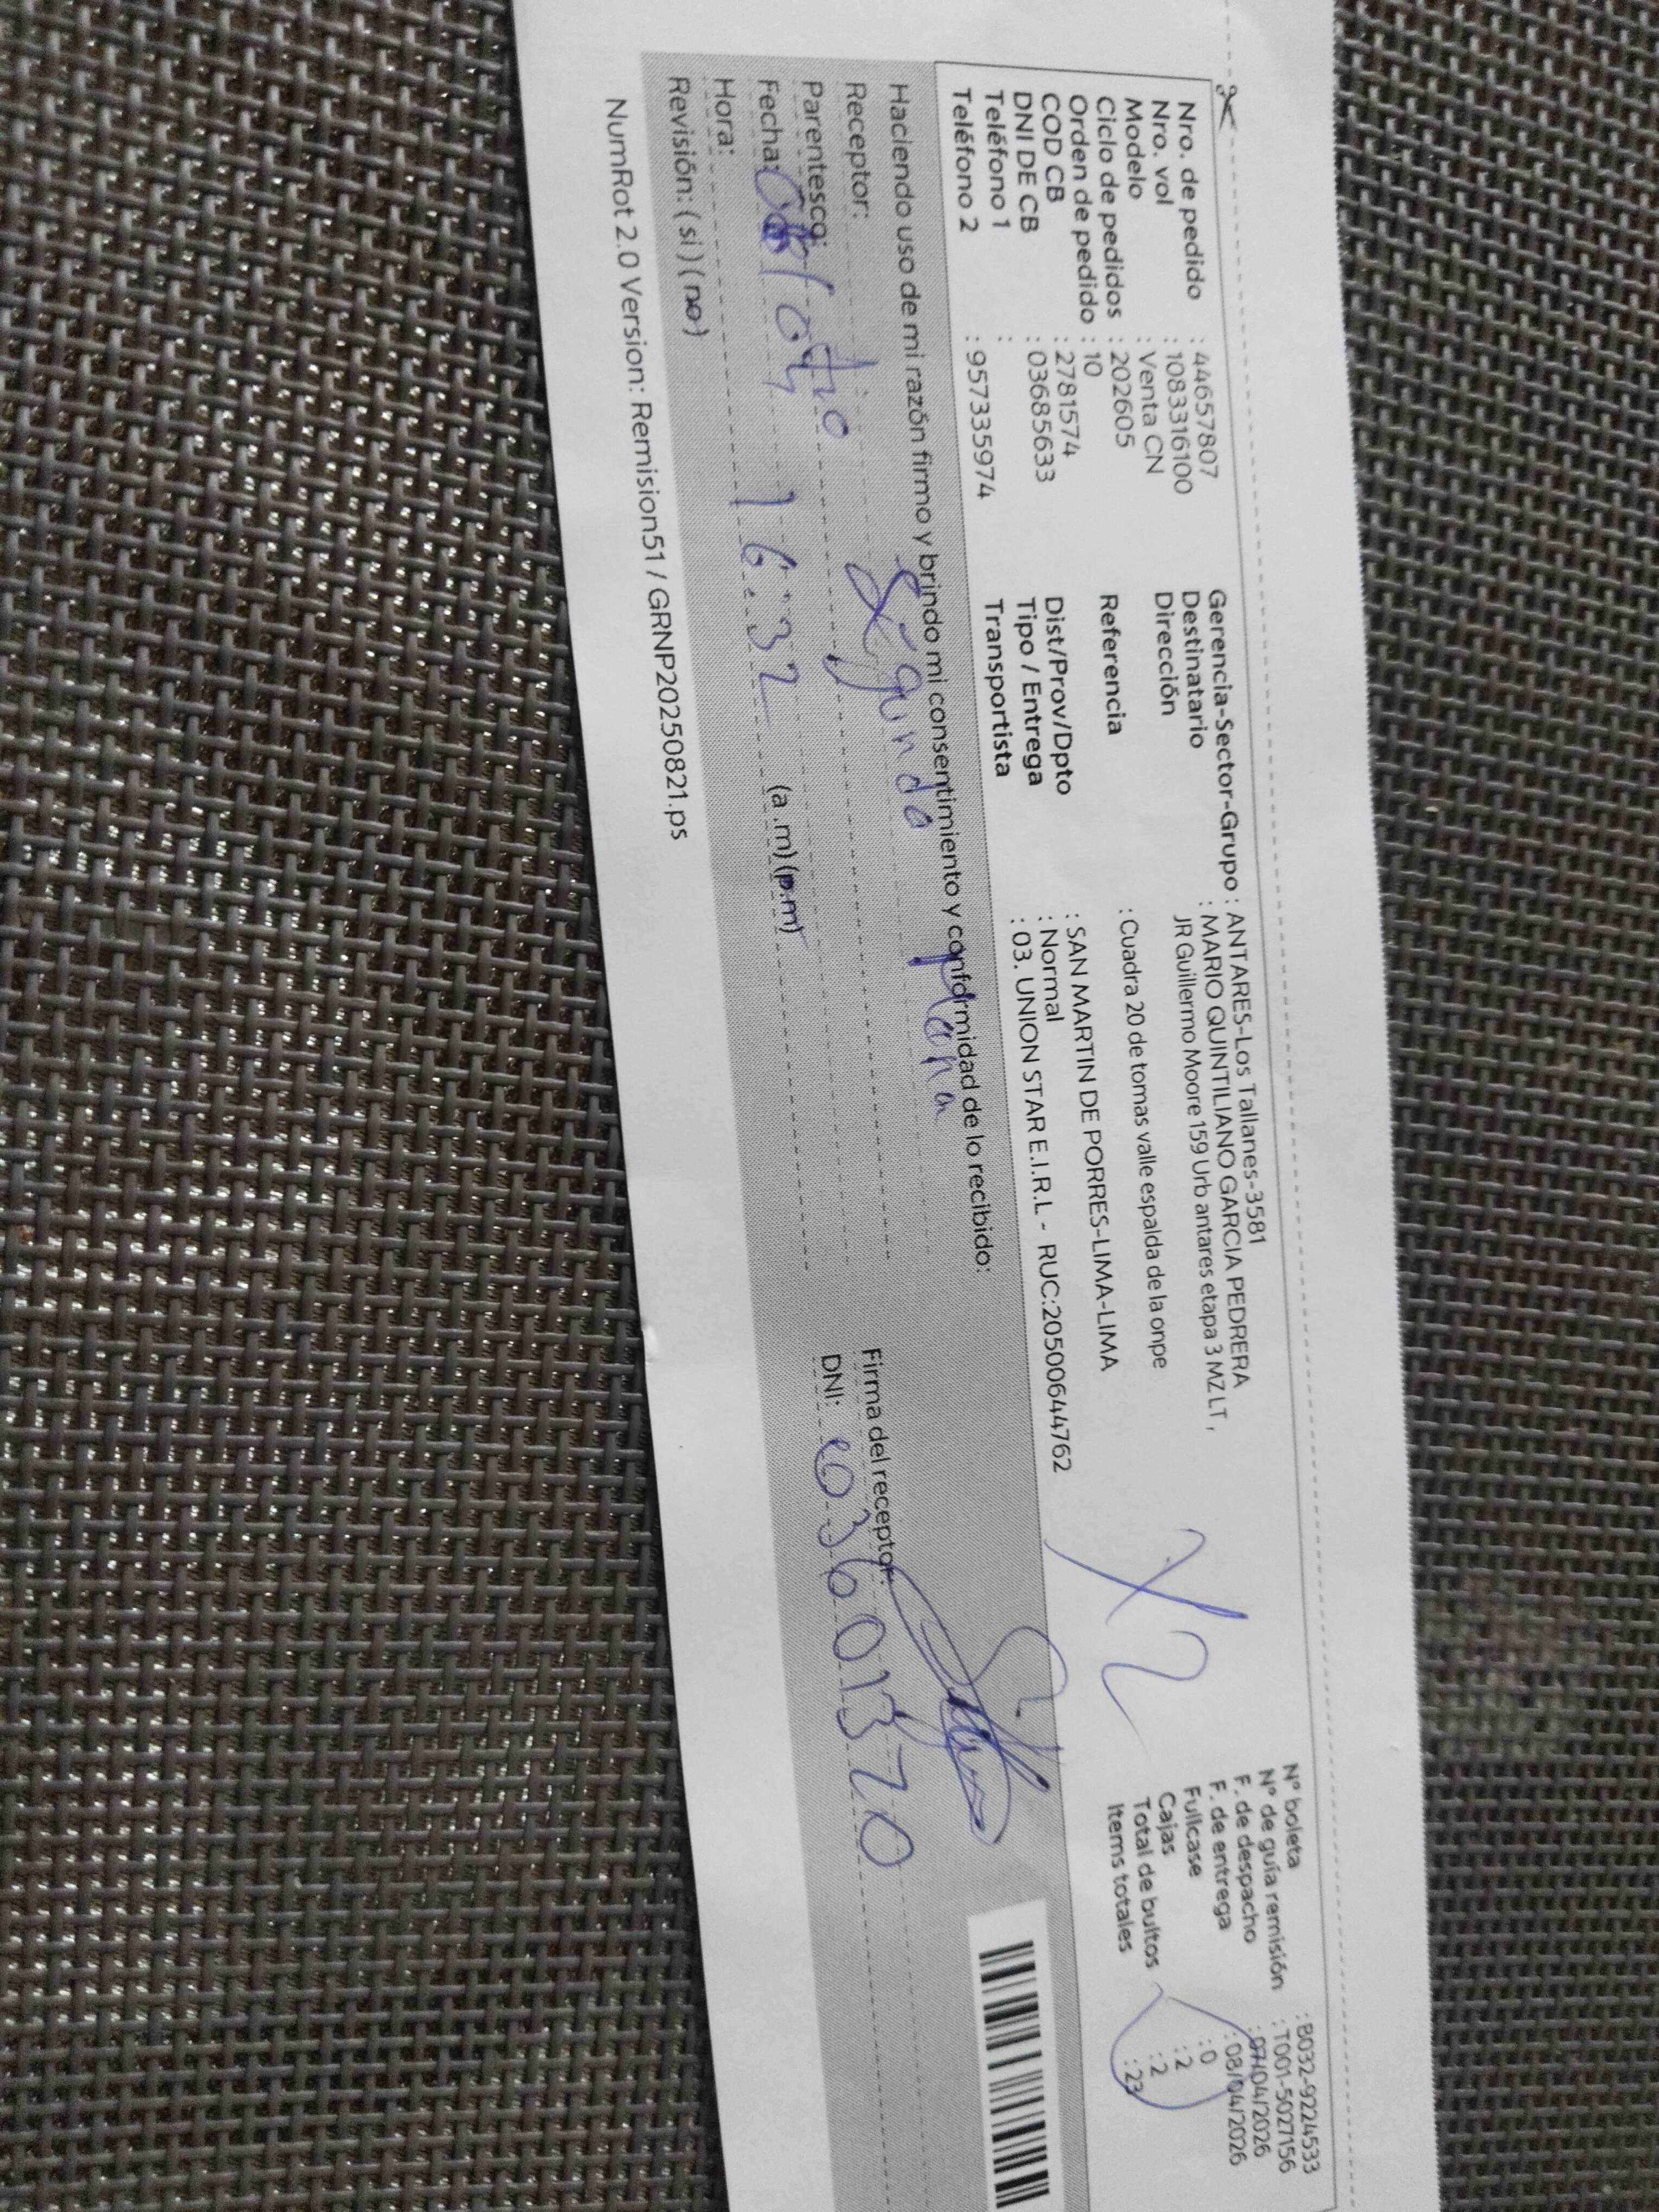 Nro. de pedido : 44657807
Nro. vol : 1083316100
Modelo : Venta CN
Ciclo de pedidos : 202605
Orden de pedido : 10
COD CB : 2781574
DNI DE CB : 03685633
Teléfono 1 :
Teléfono 2 : 957335974
Gerencia-Sector-Grupo : ANTARES-Los Tallanes-3581
Destinatario : MARIO QUINTILIANO GARCIA PEDRERA
Dirección JR Guillermo Moore 159 Urb antares etapa 3 MZ LT ,
Referencia : Cuadra 20 de tomas valle espalda de la onpe
Dist/Prov/Dpto : SAN MARTIN DE PORRES-LIMA-LIMA
Tipo / Entrega : Normal
Transportista : 03. UNION STAR E.I.R.L - RUC:20500644762
X2
N° boleta : B032-9224533
N° de guía remisión : T001-5027156
F. de despacho : 07/04/2026
F. de entrega : 08/04/2026
Fullcase : 0
Cajas : 2
Total de bultos : 2
Items totales : 23
Haciendo uso de mi razón firmo y brindo mi consentimiento y conformidad de lo recibido:
Receptor: Segundo
Parentesco: tio
Fecha: 08/04
Hora: 16:32 (a.m)(p.m)
Revisión: (si) (no)
Firma del receptor:
DNI: 03601320
NumRot 2.0 Version: Remision51 / GRNP20250821.ps